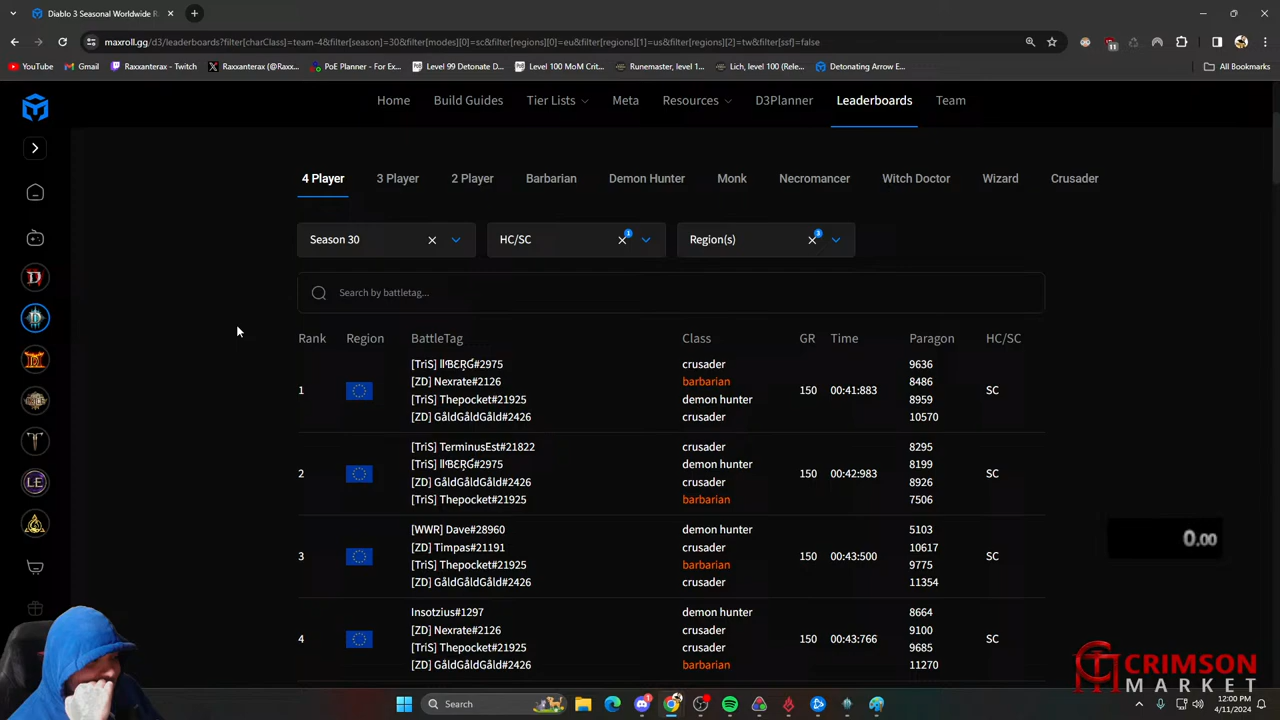 Diablo 3 Seasonal Worldwide R
maxroll.gg/d3/leaderboards?filter[charClass]=team-4&filter[season]=30&filter[modes][0]=sc&filter[regions][0]=eu&filter[regions][1]=us&filter[regions][2]=tw&filter[ssf]=false
YouTube Gmail Raxxanterax - Twitch Raxxanterax (@Raxx... PoE Planner - For Ex... Level 99 Detonate D... Level 100 MoM Crit... Runemaster, level 1... Lich, level 100 (Rele... Detonating Arrow E... All Bookmarks
Home Build Guides Tier Lists Meta Resources D3Planner Leaderboards Team
4 Player 3 Player 2 Player Barbarian Demon Hunter Monk Necromancer Witch Doctor Wizard Crusader
Season 30 HC/SC 1 Region(s) 3
Search by battletag...
Rank Region BattleTag Class GR Time Paragon HC/SC
crusader 9636
[ZD] Nexrate#2126 barbarian 8486
1 150 00:41:883 SC
[TriS] Thepocket#21925 demon hunter 8959
[ZD] GåldGåldGåld#2426 crusader 10570
[TriS] TerminusEst#21822 crusader 8295
demon hunter 8199
2 150 00:42:983 SC
[ZD] GåldGåldGåld#2426 crusader 8926
[TriS] Thepocket#21925 barbarian 7506
[WWR] Dave#28960 demon hunter 5103
[ZD] Timpas#21191 crusader 10617
3 150 00:43:500 SC
[TriS] Thepocket#21925 barbarian 9775
[ZD] GåldGåldGåld#2426 crusader 11354
Insotzius#1297 demon hunter 8664
[ZD] Nexrate#2126 crusader 9100
4 150 00:43:766 SC
[TriS] Thepocket#21925 crusader 9685
[ZD] GåldGåldGåld#2426 barbarian 11270
0.00
LE
CRIMSON
MARKET
Search
12:00 PM
4/11/2024